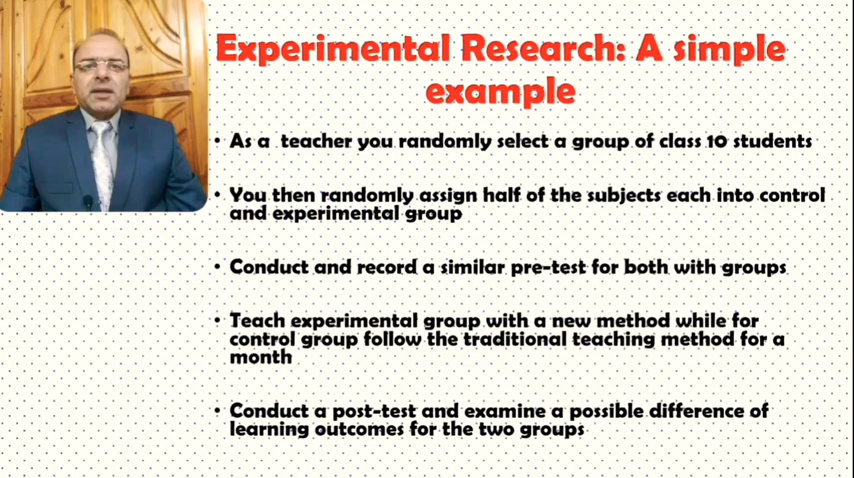 Experimental Research: A simple
example
• As a teacher you randomly select a group of class 10 students
• You then randomly assign half of the subjects each into control
and experimental group
• Conduct and record a similar pre-test for both with groups
• Teach experimental group with a new method while for
control group follow the traditional teaching method for a
month
• Conduct a post-test and examine a possible difference of
learning outcomes for the two groups